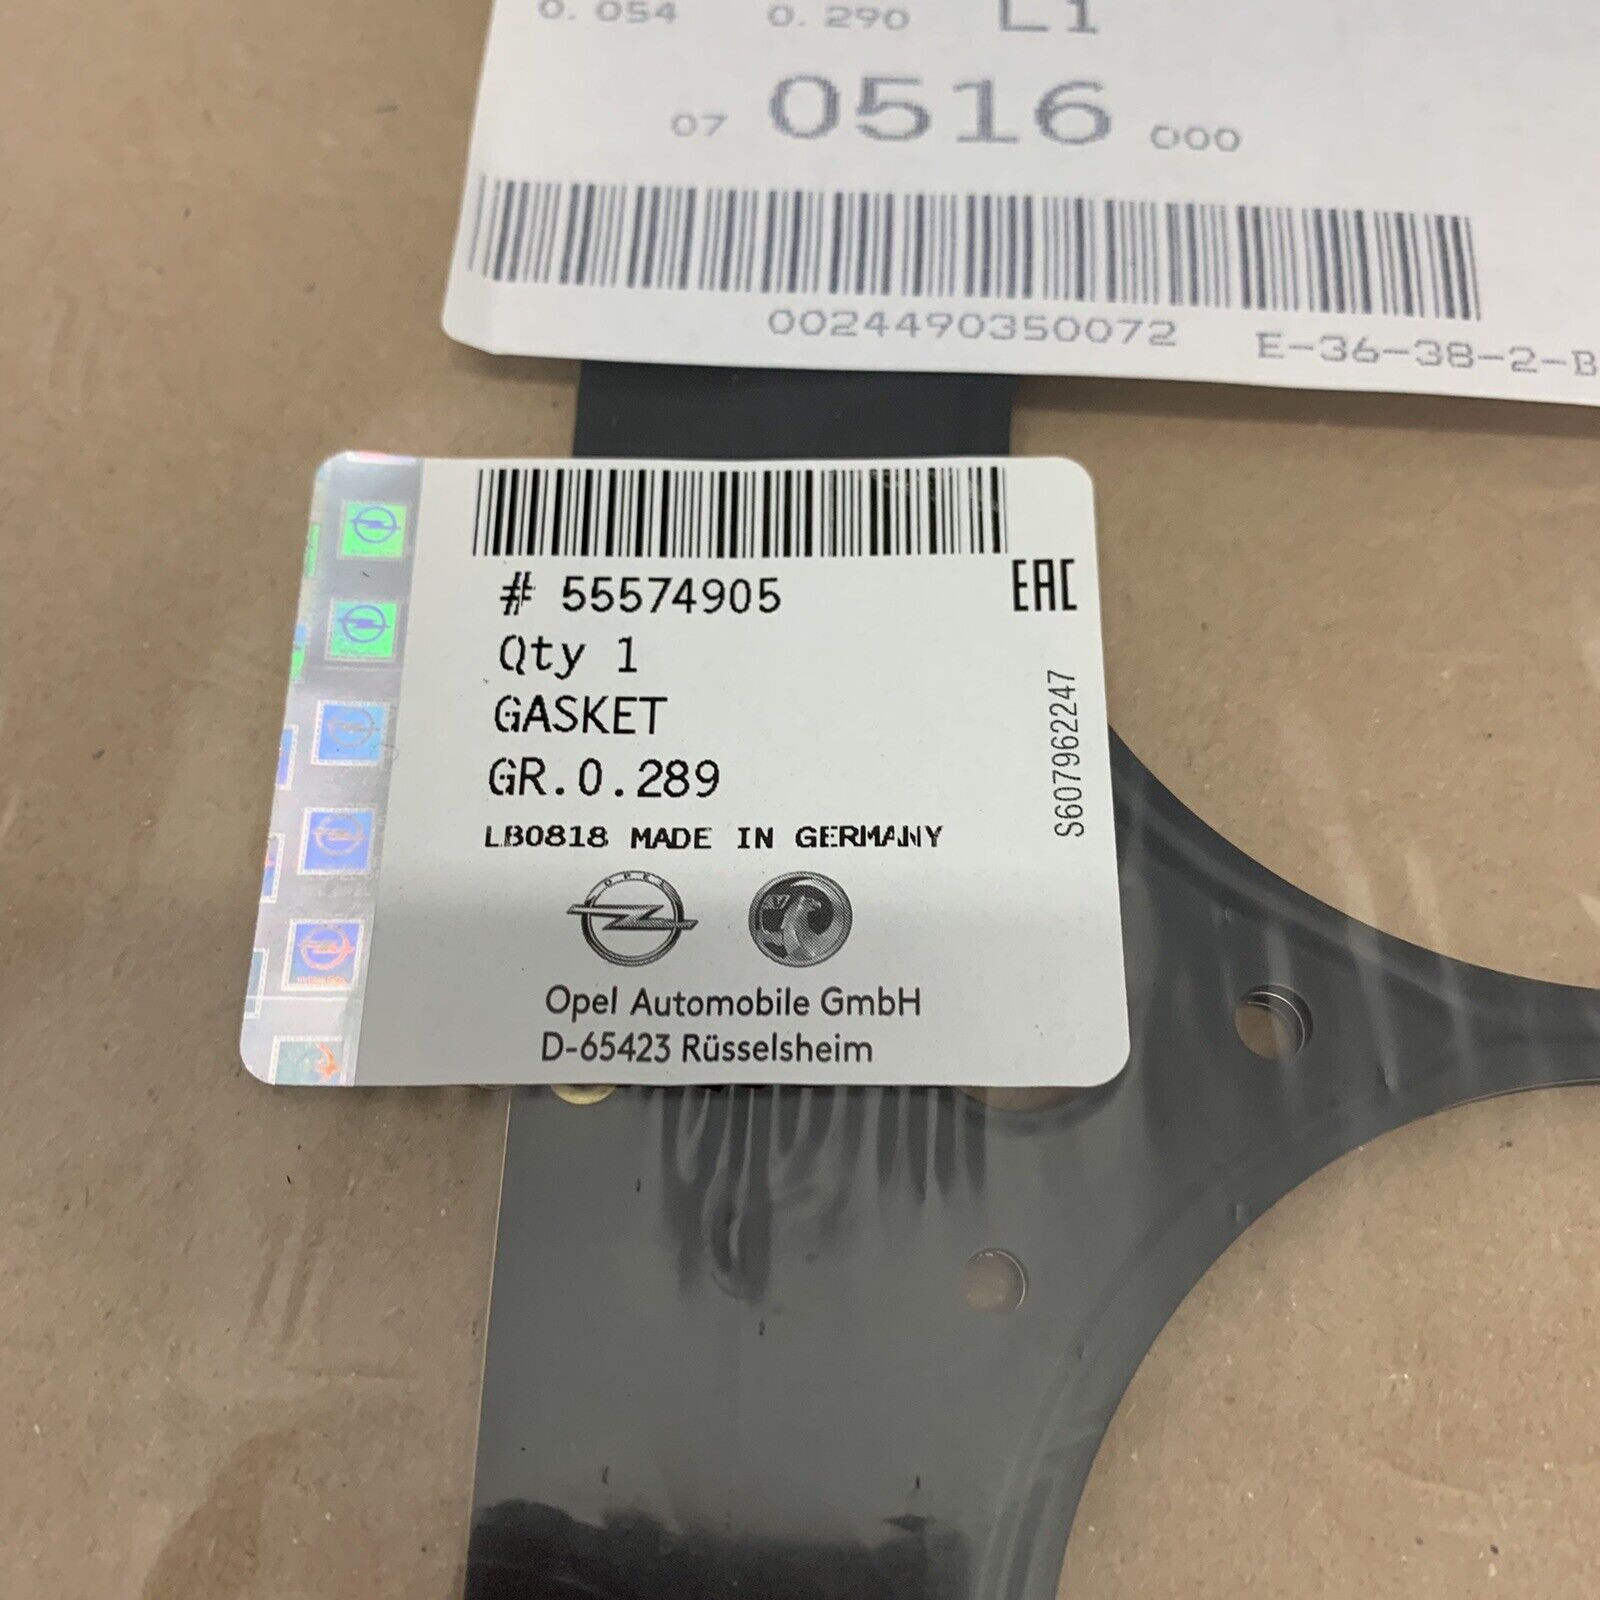 0. 054 0. 290 L1
07 0516 000
0024490350072 E-36-38-2-B
# 55574905
EAC
Qty 1
GASKET
GR.0.289
S607962247
LB0818 MADE IN GERMANY
OPEL
Opel Automobile GmbH
D-65423 Rüsselsheim